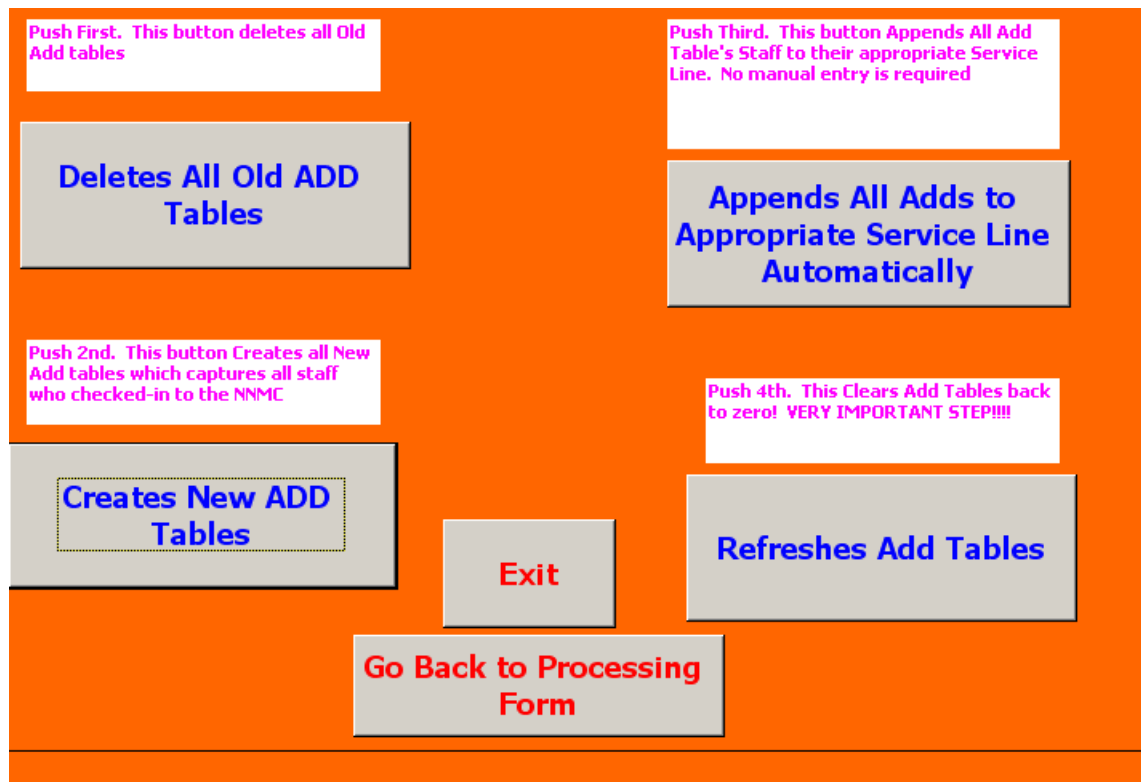 Push First.  This button deletes all Old
Add tables
Deletes All Old ADD
Tables
Push 2nd.  This button Creates all New
Add tables which captures all staff
who checked-in to the NNMC
Creates New ADD
Tables
Push Third.  This button Appends All Add
Table's Staff to their appropriate Service
Line.  No manual entry is required
Appends All Adds to
Appropriate Service Line
Automatically
Push 4th.  This Clears Add Tables back
to zero!  VERY IMPORTANT STEP!!!!
Refreshes Add Tables
Exit
Go Back to Processing
Form